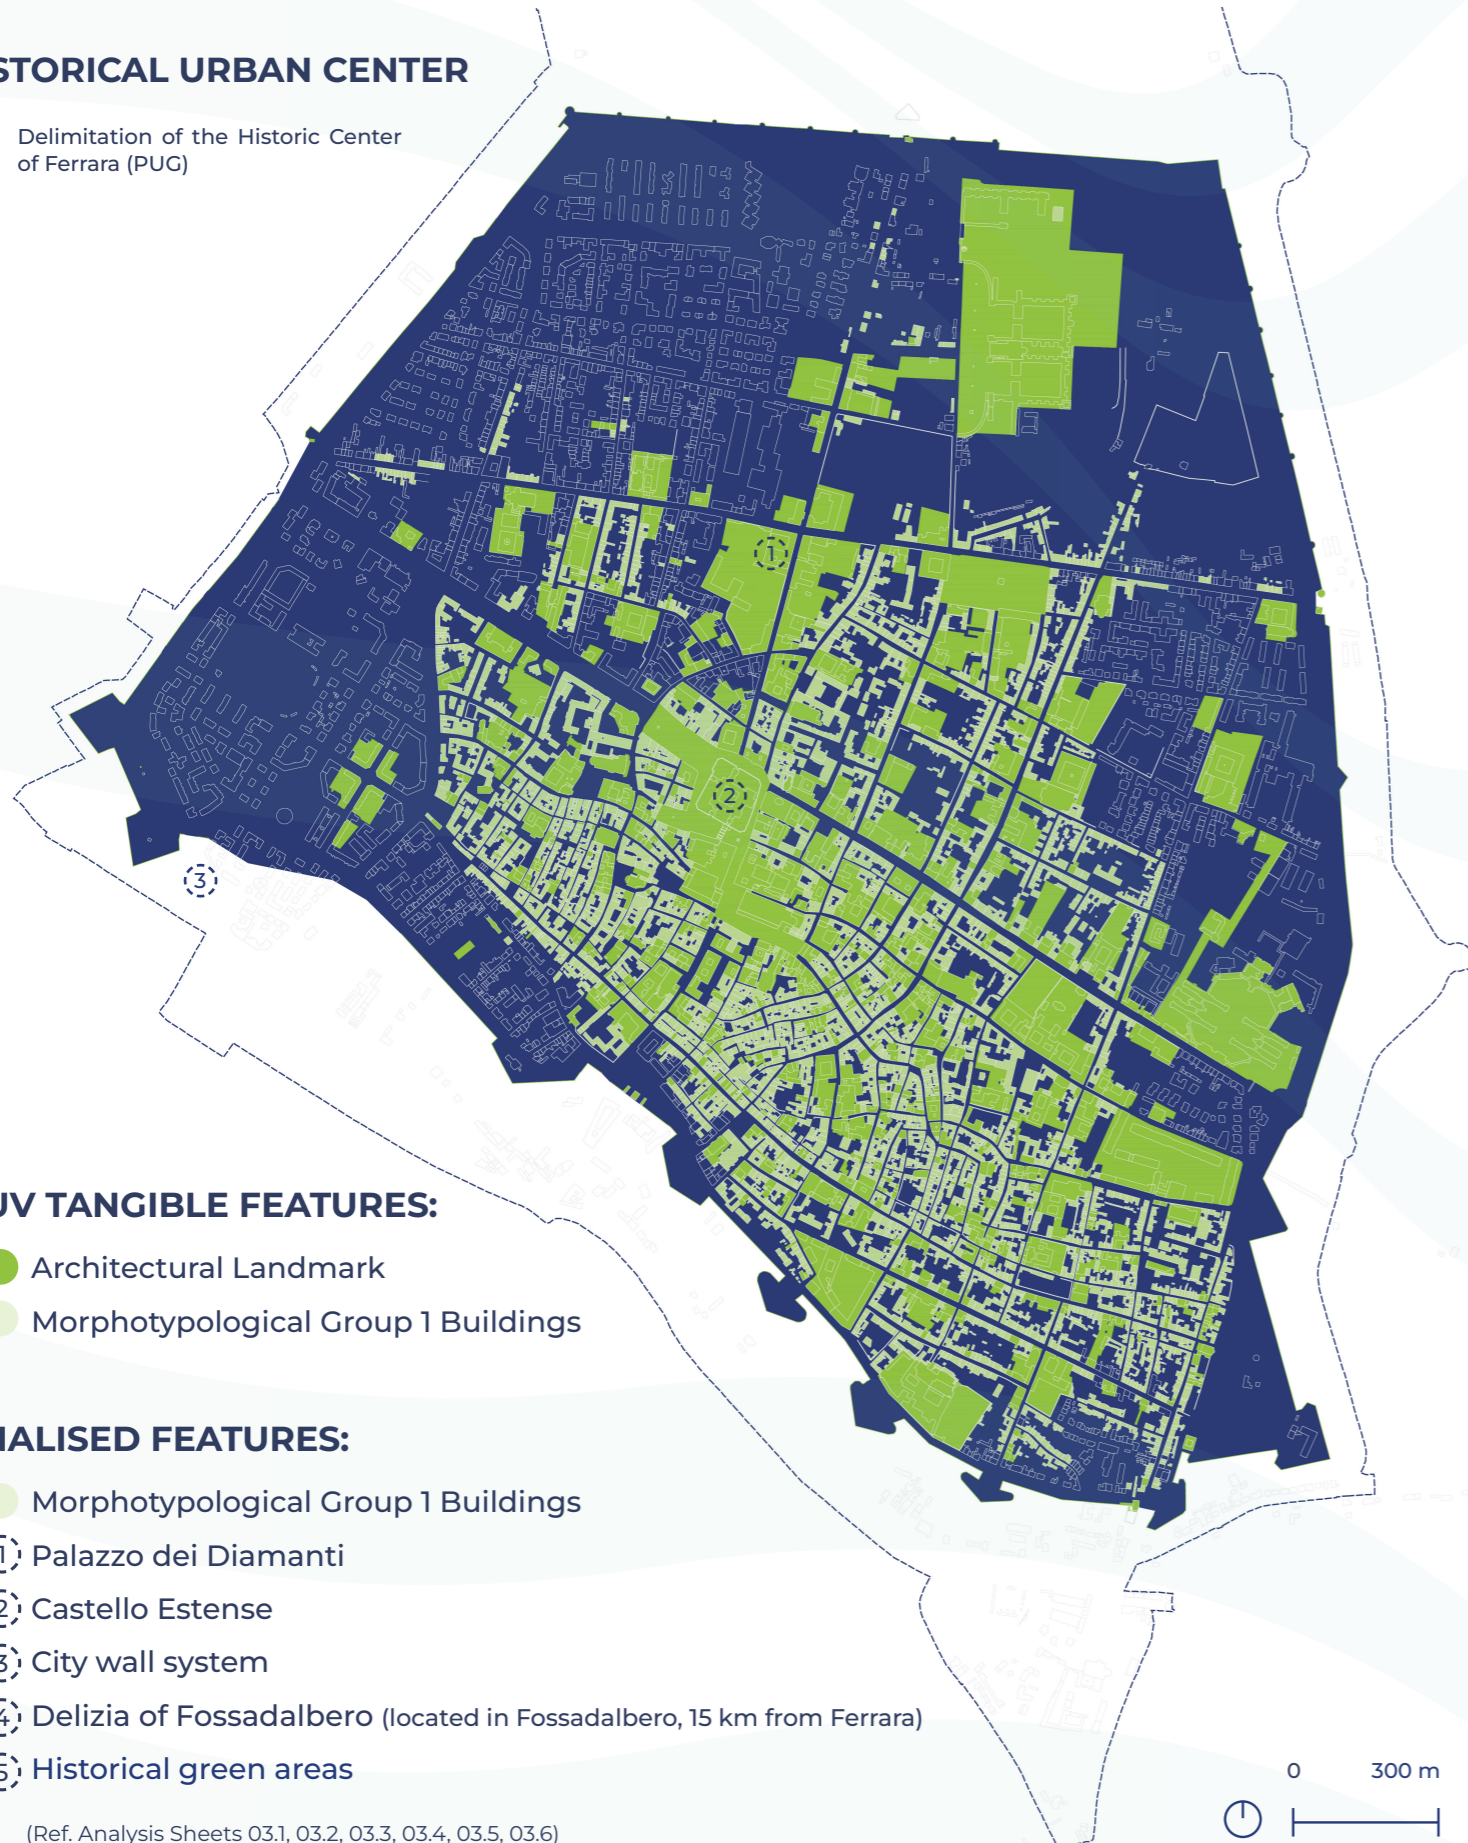 STORICAL URBAN CENTER
Delimitation of the Historic Center
of Ferrara (PUG)
1
2
3
UV TANGIBLE FEATURES:
Architectural Landmark
Morphotypological Group 1 Buildings
IALISED FEATURES:
Morphotypological Group 1 Buildings
1 Palazzo dei Diamanti
2 Castello Estense
3 City wall system
4 Delizia of Fossadalbero (located in Fossadalbero, 15 km from Ferrara)
5 Historical green areas
(Ref. Analysis Sheets 03.1, 03.2, 03.3, 03.4, 03.5, 03.6)
0 300 m